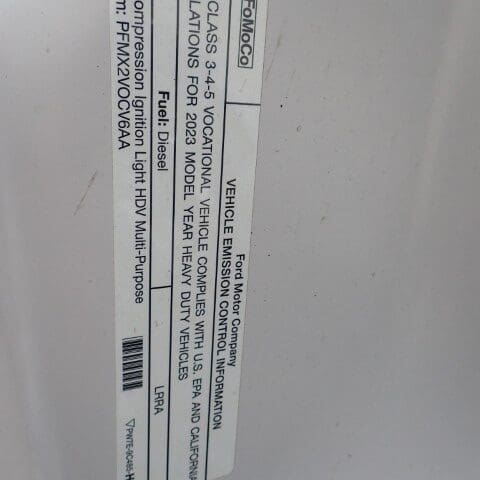 FoMoCo
Ford Motor Company
VEHICLE EMISSION CONTROL INFORMATION
CLASS 3-4-5 VOCATIONAL VEHICLE COMPLIES WITH U.S. EPA AND CALIFORNIA
LATIONS FOR 2023 MODEL YEAR HEAVY DUTY VEHICLES
Fuel: Diesel LRRA
ompression Ignition Light HDV Multi-Purpose
m: PFMX2VOCV6AA